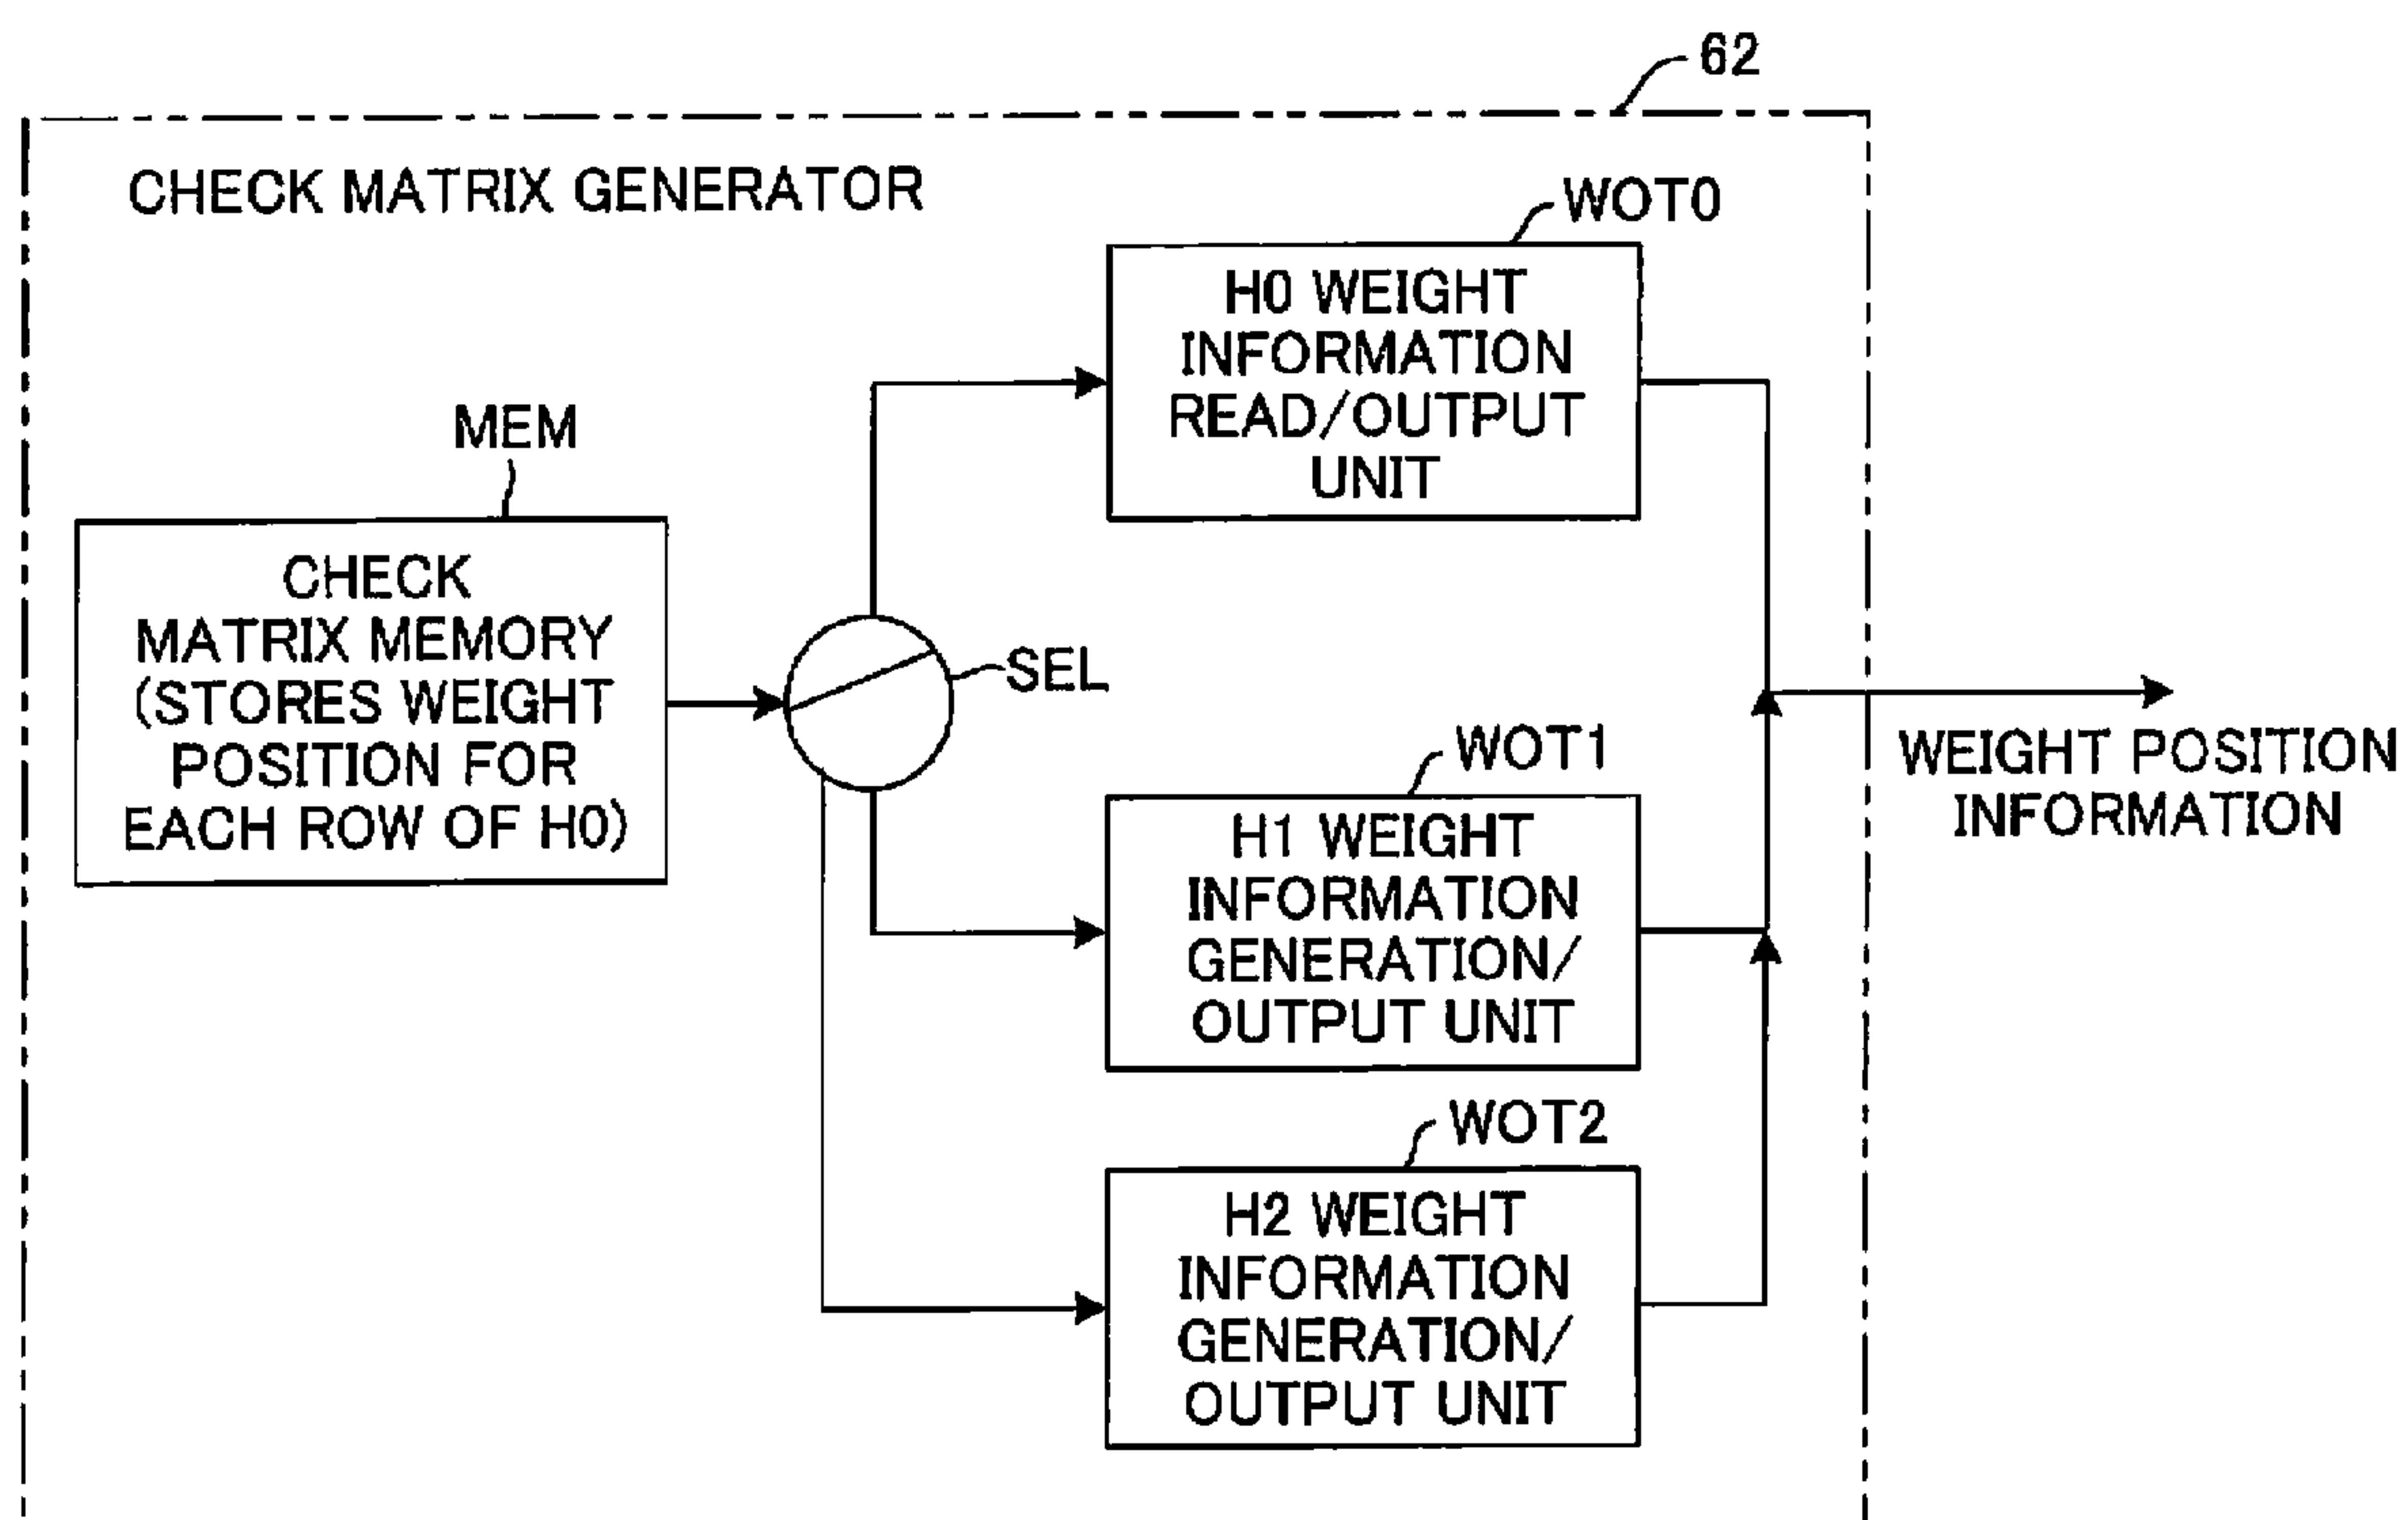 62
CHECK MATRIX GENERATOR
WOT0
H0 WEIGHT
INFORMATION
READ/OUTPUT
UNIT
MEM
CHECK
MATRIX MEMORY
(STORES WEIGHT
POSITION FOR
EACH ROW OF H0)
SEL
WOT1
H1 WEIGHT
INFORMATION
GENERATION/
OUTPUT UNIT
WEIGHT POSITION
INFORMATION
WOT2
H2 WEIGHT
INFORMATION
GENERATION/
OUTPUT UNIT